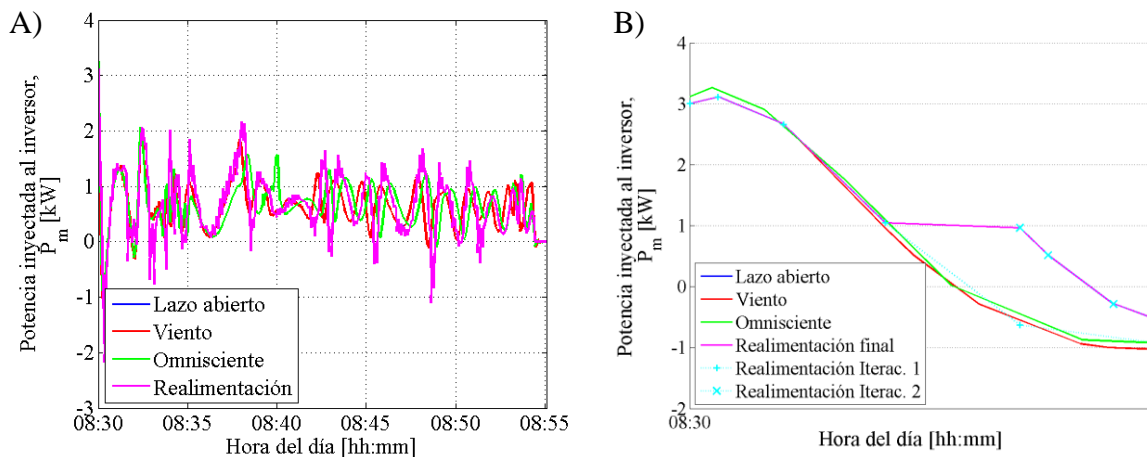 A)
Potencia inyectada al inversor,
P_m [kW]
4
3
2
1
0
-1
-2
-3
08:30
08:35
08:40
08:45
08:50
08:55
Hora del día [hh:mm]
Lazo abierto
Viento
Omnisciente
Realimentación
B)
Potencia inyectada al inversor,
P_m [kW]
4
3
2
1
0
-1
-2
08:30
Hora del día [hh:mm]
Lazo abierto
Viento
Omnisciente
Realimentación final
Realimentación Iterac. 1
Realimentación Iterac. 2